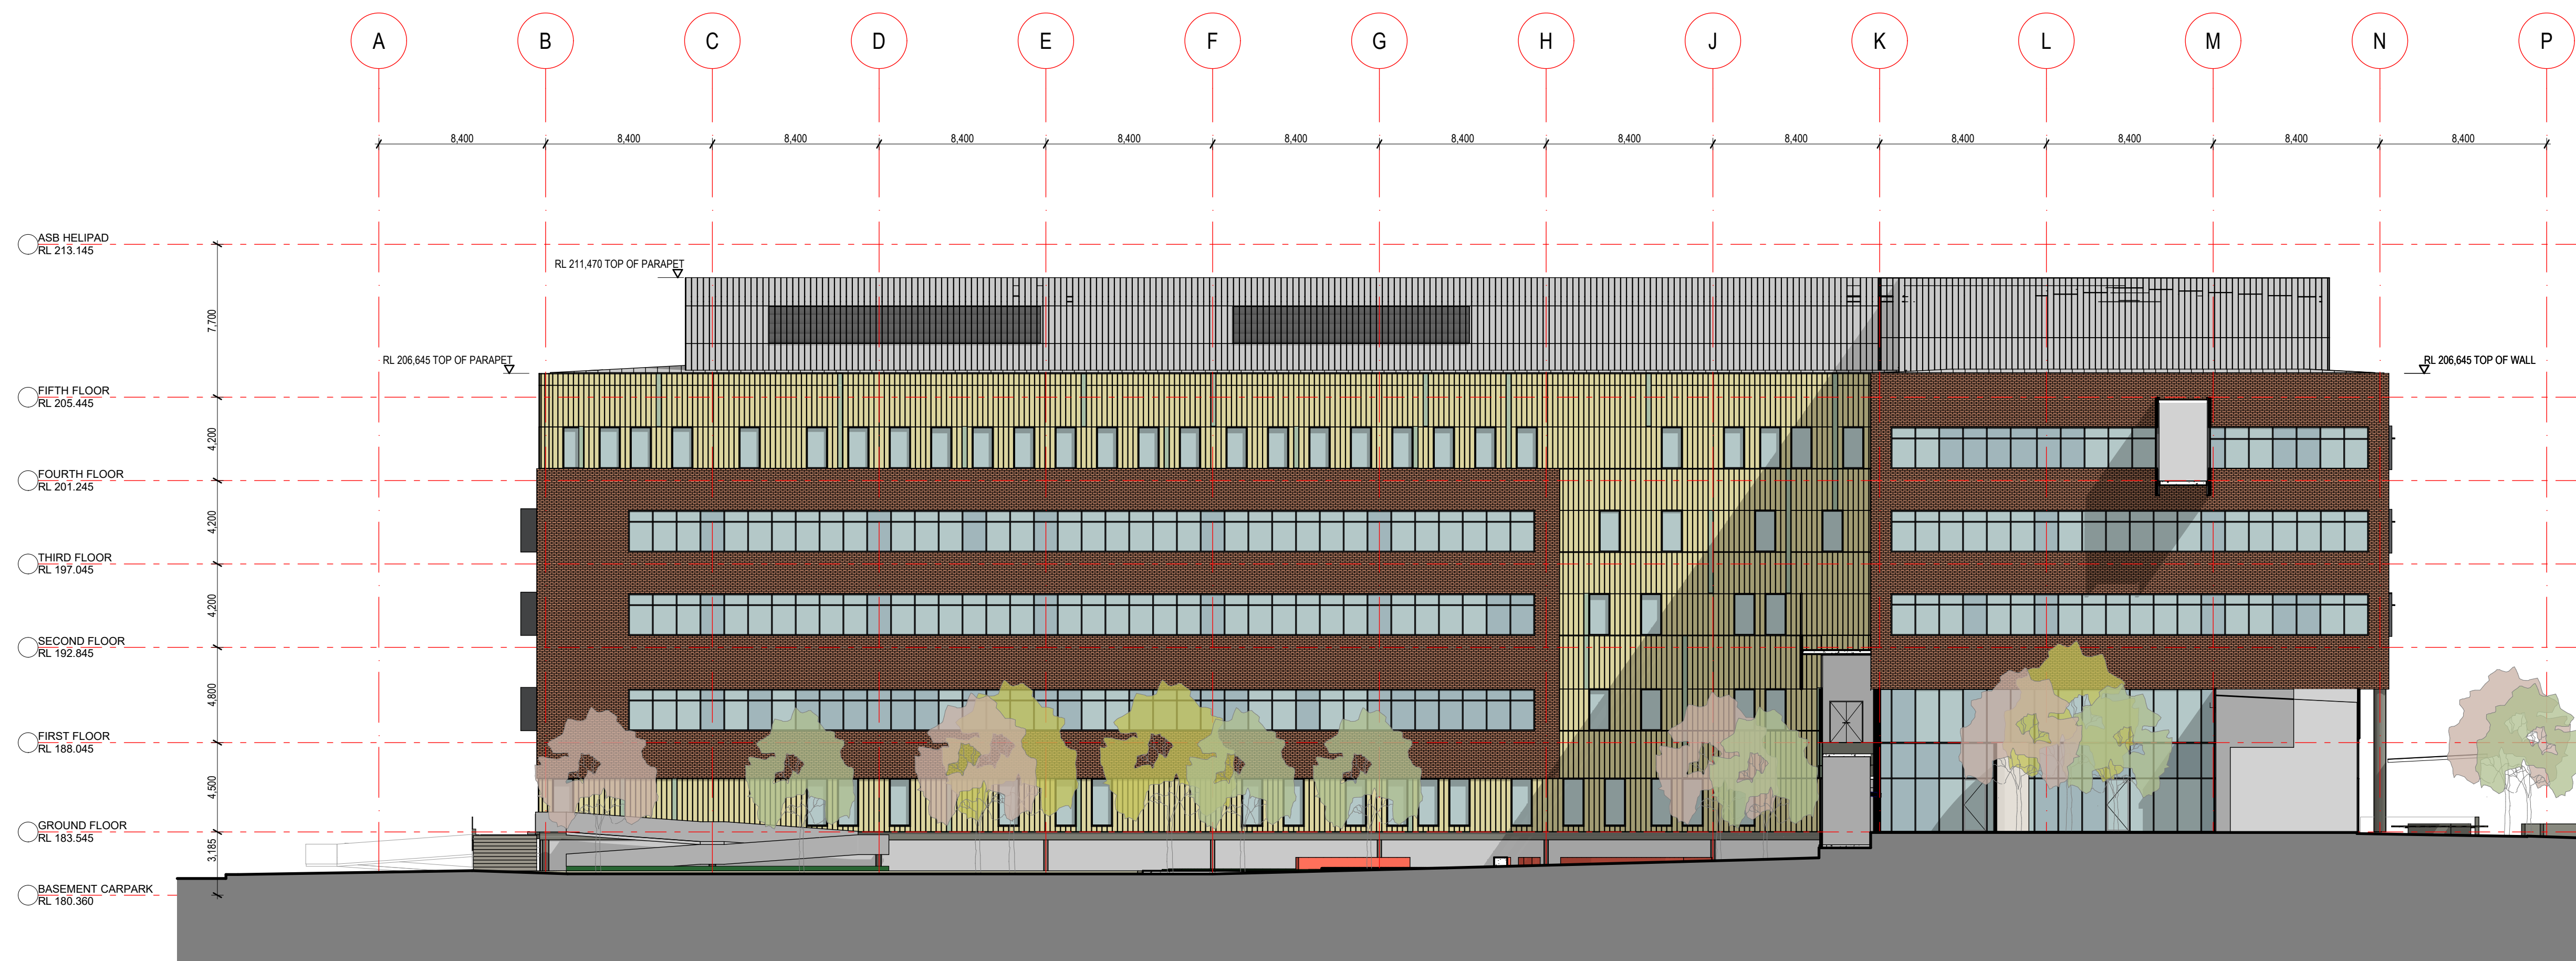 A B C D E F G H J K L M N P
8,400 8,400 8,400 8,400 8,400 8,400 8,400 8,400 8,400 8,400 8,400 8,400 8,400
ASB HELIPAD
RL 213.145
RL 211,470 TOP OF PARAPET
7,700
RL 206,645 TOP OF PARAPET
RL 206,645 TOP OF WALL
FIFTH FLOOR
RL 205.445
4,200
FOURTH FLOOR
RL 201.245
4,200
THIRD FLOOR
RL 197.045
4,200
SECOND FLOOR
RL 192.845
4,800
FIRST FLOOR
RL 188.045
4,500
GROUND FLOOR
RL 183.545
3,185
BASEMENT CARPARK
RL 180.360